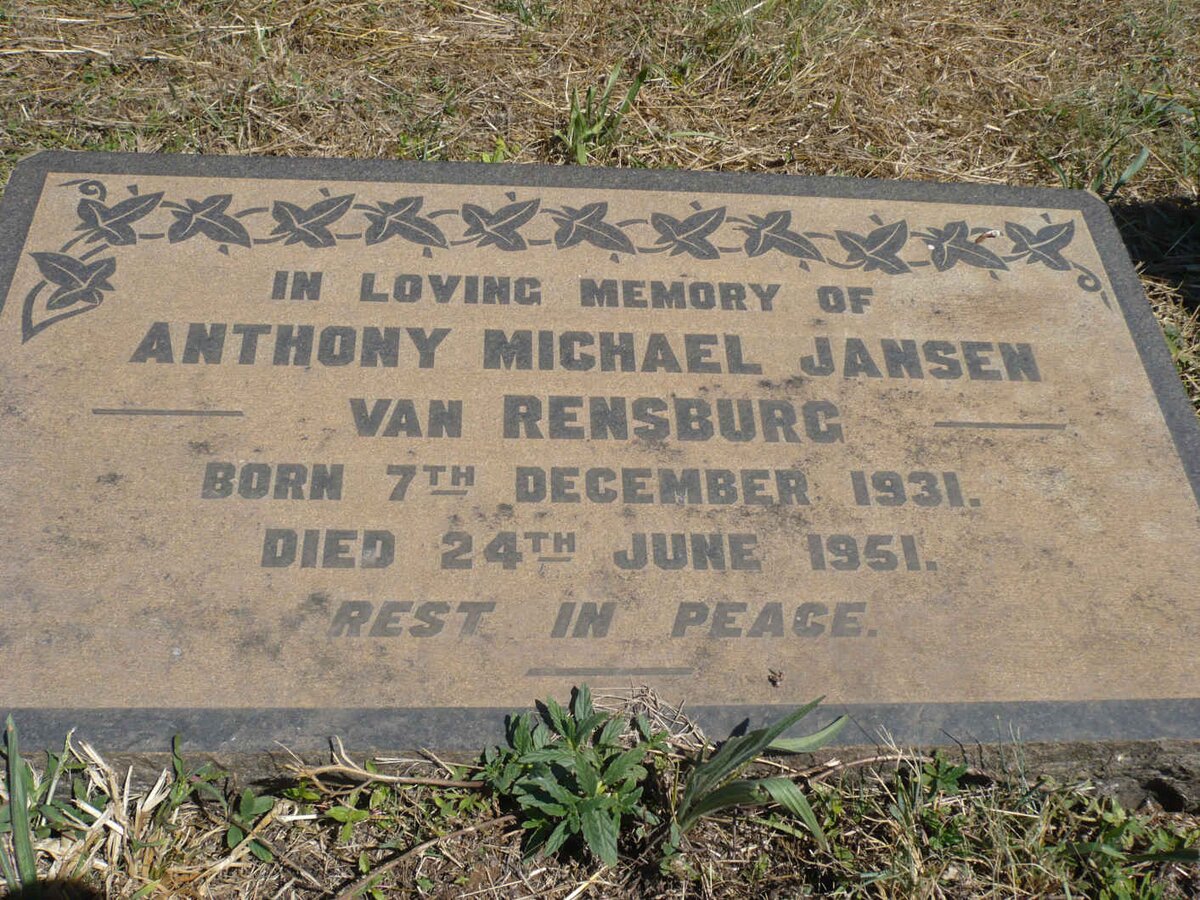 IN LOVING MEMORY OF
ANTHONY MICHAEL JANSEN
VAN RENSBURG
BORN 7TH DECEMBER 1931.
DIED 24TH JUNE 1951.
REST IN PEACE.